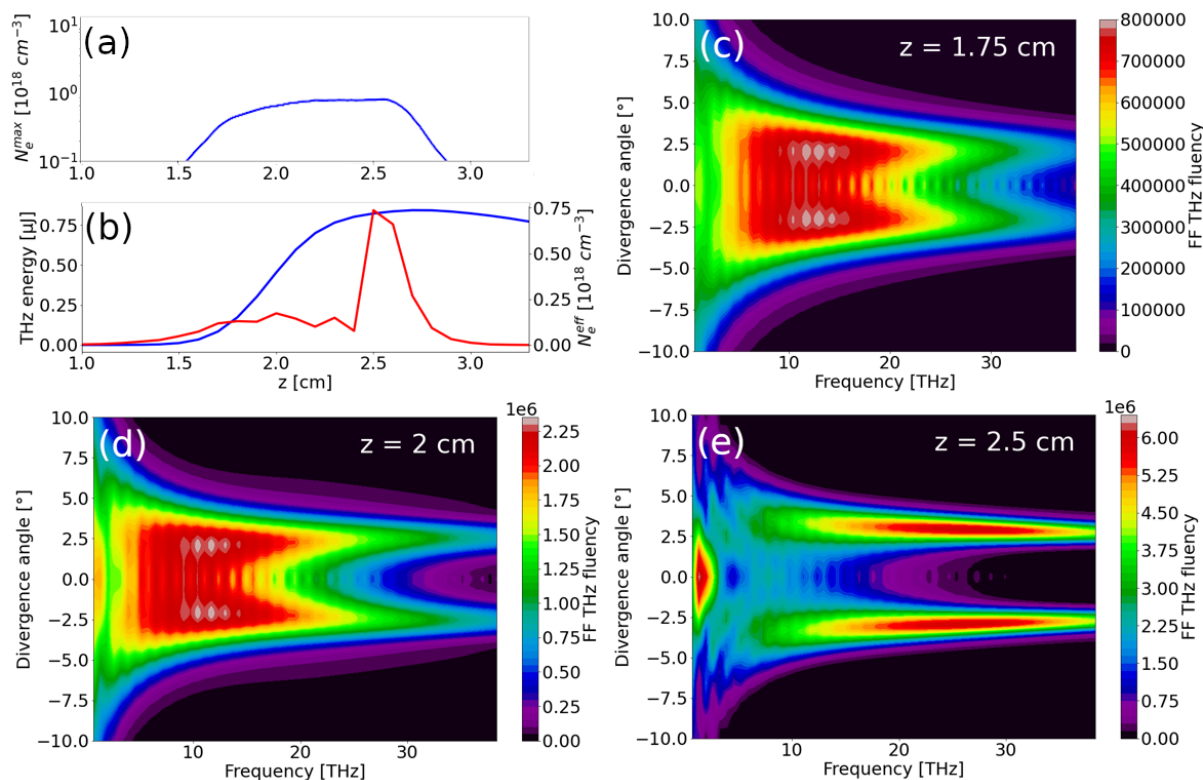 (a)
N_e^max [10^18 cm^-3]
10^1
10^0
10^-1
1.0 1.5 2.0 2.5 3.0
(b)
THz energy [μJ]
0.75
0.50
0.25
0.00
0.75
0.50
0.25
0.00
N_e^eff [10^18 cm^-3]
1.0 1.5 2.0 2.5 3.0
z [cm]
(c)
z = 1.75 cm
Divergence angle [°]
10.0
7.5
5.0
2.5
0.0
−2.5
−5.0
−7.5
−10.0
10 20 30
Frequency [THz]
800000
700000
600000
500000
400000
300000
200000
100000
0
FF THz fluency
(d)
z = 2 cm
Divergence angle [°]
10.0
7.5
5.0
2.5
0.0
−2.5
−5.0
−7.5
−10.0
10 20 30
Frequency [THz]
1e6
2.25
2.00
1.75
1.50
1.25
1.00
0.75
0.50
0.25
0.00
FF THz fluency
(e)
z = 2.5 cm
Divergence angle [°]
10.0
7.5
5.0
2.5
0.0
−2.5
−5.0
−7.5
−10.0
10 20 30
Frequency [THz]
1e6
6.00
5.25
4.50
3.75
3.00
2.25
1.50
0.75
0.00
FF THz fluency